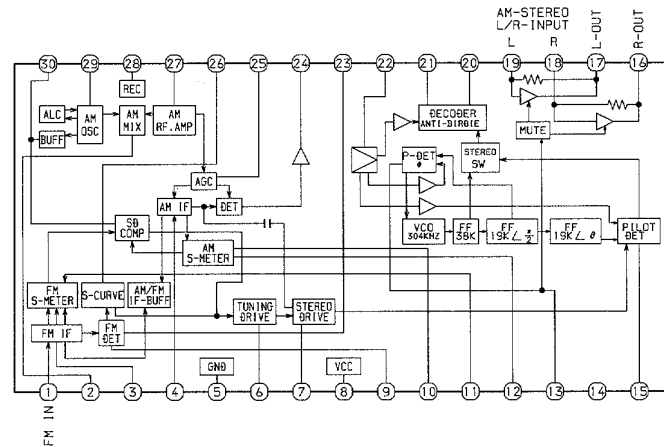 AM-STEREO
L/R-INPUT
L R L-OUT R-OUT
30 29 28 27 26 25 24 23 22 21 20 19 18 17 16
REC
ALC
AM
OSC
AM
MIX
AM
RF.AMP
BUFF
DECODER
ANTI-BIRDIE
MUTE
P-DET
Φ
STEREO
SW
AGC
AM IF
DET
SD
COMP
AM
S-METER
VCO
304KHZ
FF
38K
FF
19K∠π/2
FF
19K∠θ
PILOT
DET
FM
S-METER
S-CURVE
AM/FM
IF-BUFF
TUNING
DRIVE
STEREO
DRIVE
FM IF
FM
DET
GND
VCC
1 2 3 4 5 6 7 8 9 10 11 12 13 14 15
FM IN